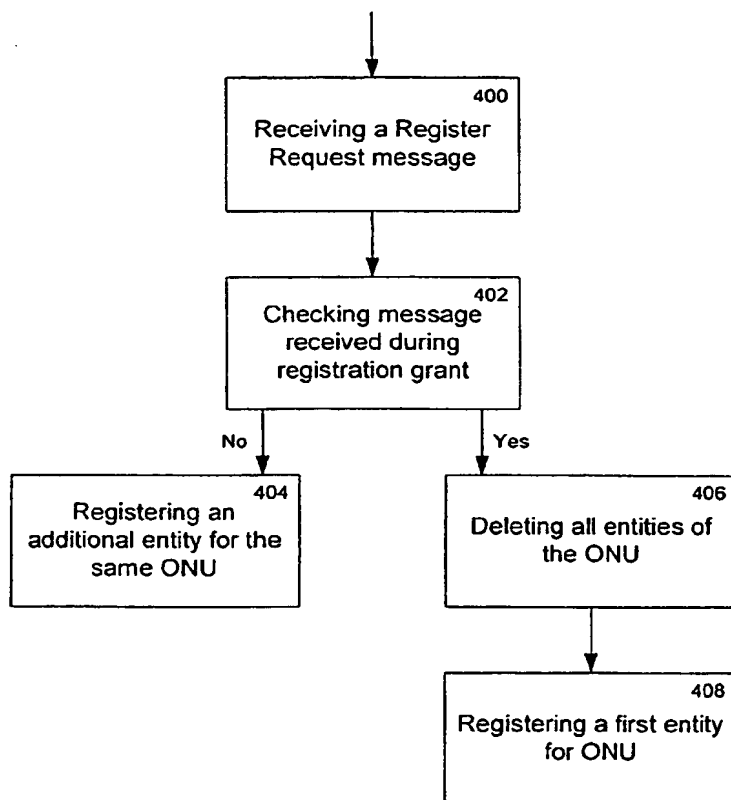 400
Receiving a Register
Request message
402
Checking message
received during
registration grant
No
Yes
404
Registering an
additional entity for the
same ONU
406
Deleting all entities of
the ONU
408
Registering a first entity
for ONU